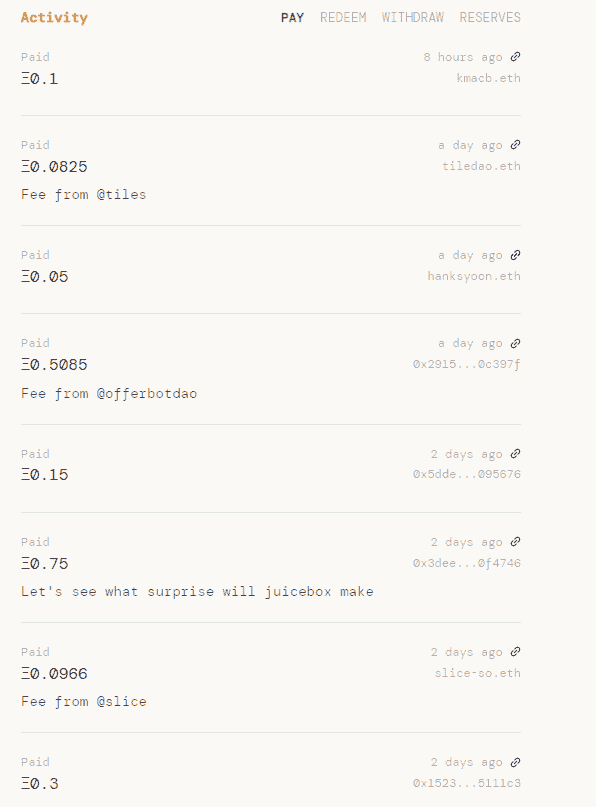 Activity PAY REDEEM WITHDRAW RESERVES
Paid 8 hours ago
Ξ0.1 kmacb.eth
Paid a day ago
Ξ0.0825 tiledao.eth
Fee from @tiles
Paid a day ago
Ξ0.05 hanksyoon.eth
Paid a day ago
Ξ0.5085 0x2915...0c397f
Fee from @offerbotdao
Paid 2 days ago
Ξ0.15 0x5dde...095676
Paid 2 days ago
Ξ0.75 0x3dee...0f4746
Let's see what surprise will juicebox make
Paid 2 days ago
Ξ0.0966 slice-so.eth
Fee from @slice
Paid 2 days ago
Ξ0.3 0x1523...5111c3